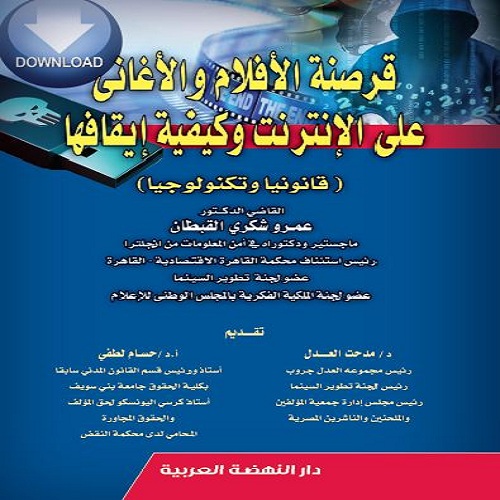 DOWNLOAD
قرصنة الأفلام والأغانى
على الإنترنت وكيفية إيقافها
( قانونيا وتكنولوجيا )
القاضي الدكتور
عمرو شكري القبطان
ماجستير ودكتوراه في أمن المعلومات من انجلترا
رئيس استئناف محكمة القاهرة الاقتصادية - القاهرة
عضو لجنة تطوير السينما
عضو لجنة الملكية الفكرية بالمجلس الوطنى للإعلام
تقديم
د/ مدحت العدل
رئيس مجموعه العدل جروب
رئيس لجنة تطوير السينما
رئيس مجلس إدارة جمعية المؤلفين
والملحنين والناشرين المصرية
أ.د/ حسام لطفي
أستاذ ورئيس قسم القانون المدني سابقا
بكلية الحقوق جامعة بني سويف
أستاذ كرسي اليونسكو لحق المؤلف
والحقوق المجاورة
المحامي لدى محكمة النقض
دار النهضة العربية